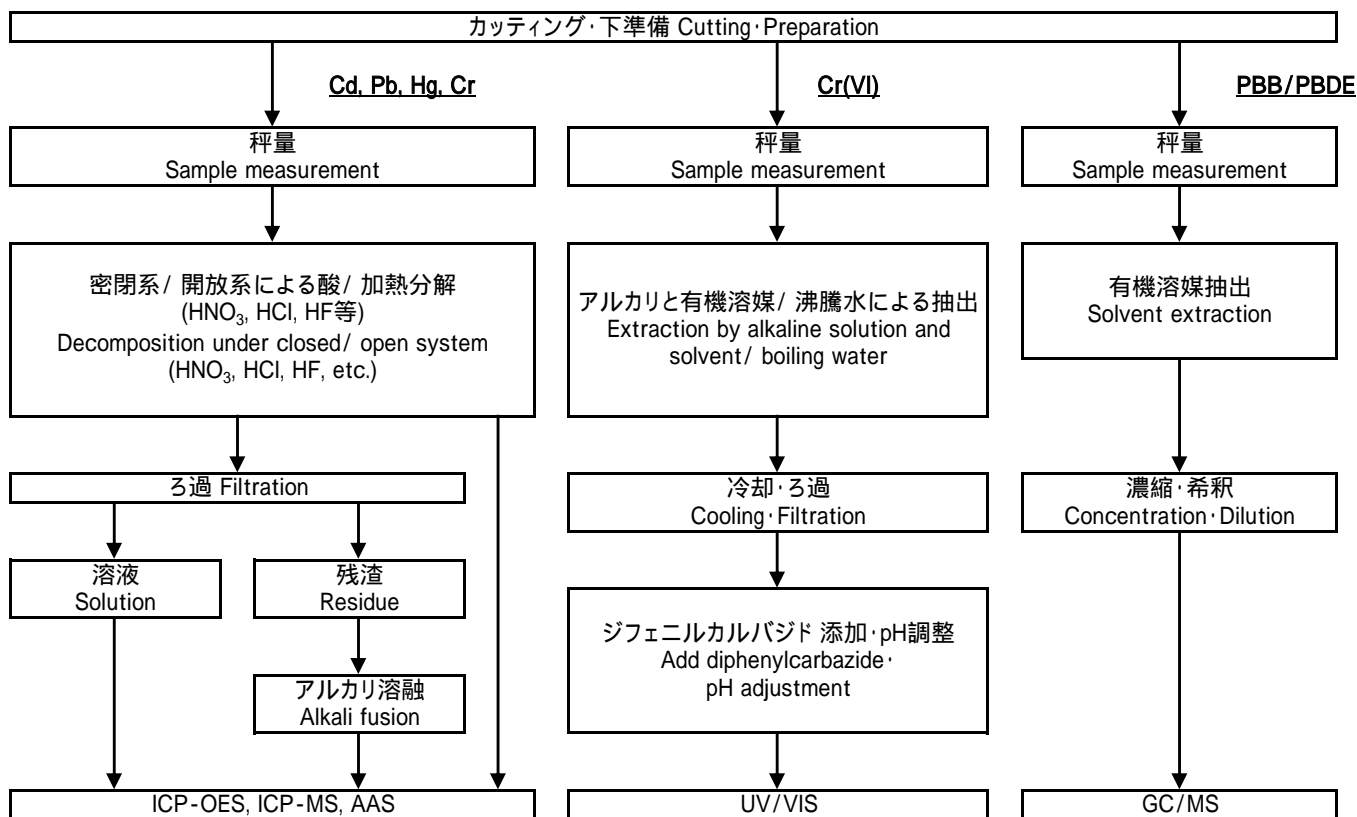 カッティング·下準備 Cutting·Preparation
Cd, Pb, Hg, Cr
Cr(VI)
PBB/PBDE
秤量
Sample measurement
秤量
Sample measurement
秤量
Sample measurement
密閉系/ 開放系による酸/ 加熱分解
(HNO₃, HCl, HF等)
Decomposition under closed/ open system
(HNO₃, HCl, HF, etc.)
アルカリと有機溶媒/ 沸騰水による抽出
Extraction by alkaline solution and
solvent/ boiling water
有機溶媒抽出
Solvent extraction
ろ過 Filtration
冷却·ろ過
Cooling·Filtration
濃縮·希釈
Concentration·Dilution
溶液
Solution
残渣
Residue
アルカリ溶融
Alkali fusion
ジフェニルカルバジド 添加·pH調整
Add diphenylcarbazide·
pH adjustment
ICP-OES, ICP-MS, AAS
UV/VIS
GC/MS